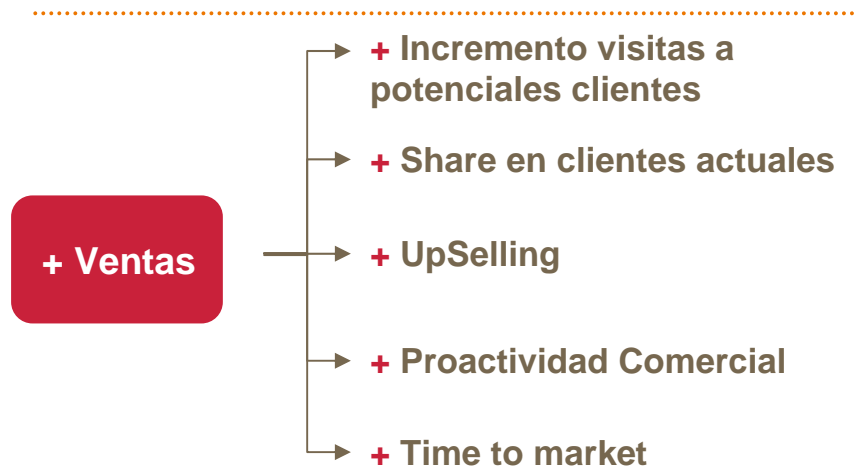 + Incremento visitas a
potenciales clientes
+ Share en clientes actuales
+ Ventas
+ UpSelling
+ Proactividad Comercial
+ Time to market